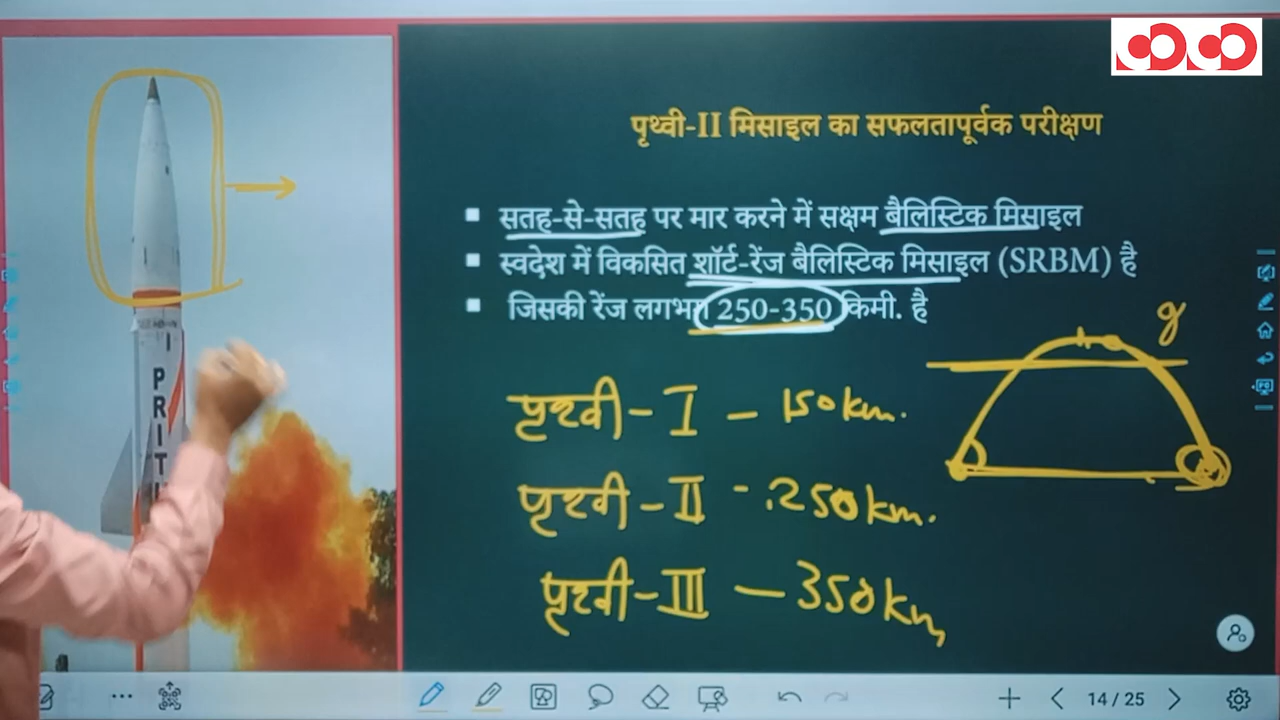 पृथ्वी-II मिसाइल का सफलतापूर्वक परीक्षण
सतह-से-सतह पर मार करने में सक्षम बैलिस्टिक मिसाइल
स्वदेश में विकसित शॉर्ट-रेंज बैलिस्टिक मिसाइल (SRBM) है
जिसकी रेंज लगभग 250-350 किमी. है
पृथ्वी-I - 150km.
पृथ्वी-II - 250km.
पृथ्वी-III - 350km
g
PRIT
14 / 25